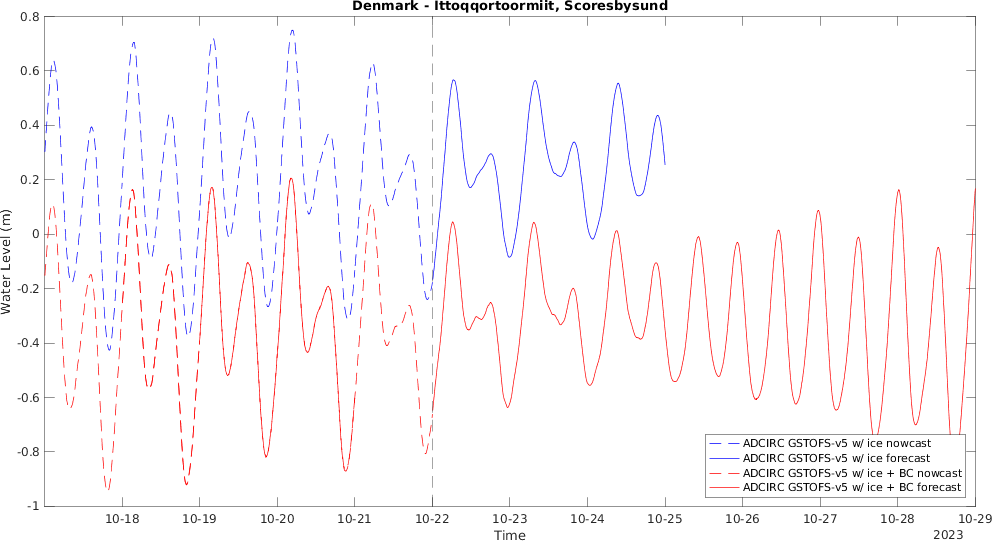 Denmark - Ittoqqortoormiit, Scoresbysund
Water Level (m)
0.8
0.6
0.4
0.2
0
-0.2
-0.4
-0.6
-0.8
-1
ADCIRC GSTOFS-v5 w/ ice nowcast
ADCIRC GSTOFS-v5 w/ ice forecast
ADCIRC GSTOFS-v5 w/ ice + BC nowcast
ADCIRC GSTOFS-v5 w/ ice + BC forecast
10-18 10-19 10-20 10-21 10-22 10-23 10-24 10-25 10-26 10-27 10-28 10-29
Time
2023